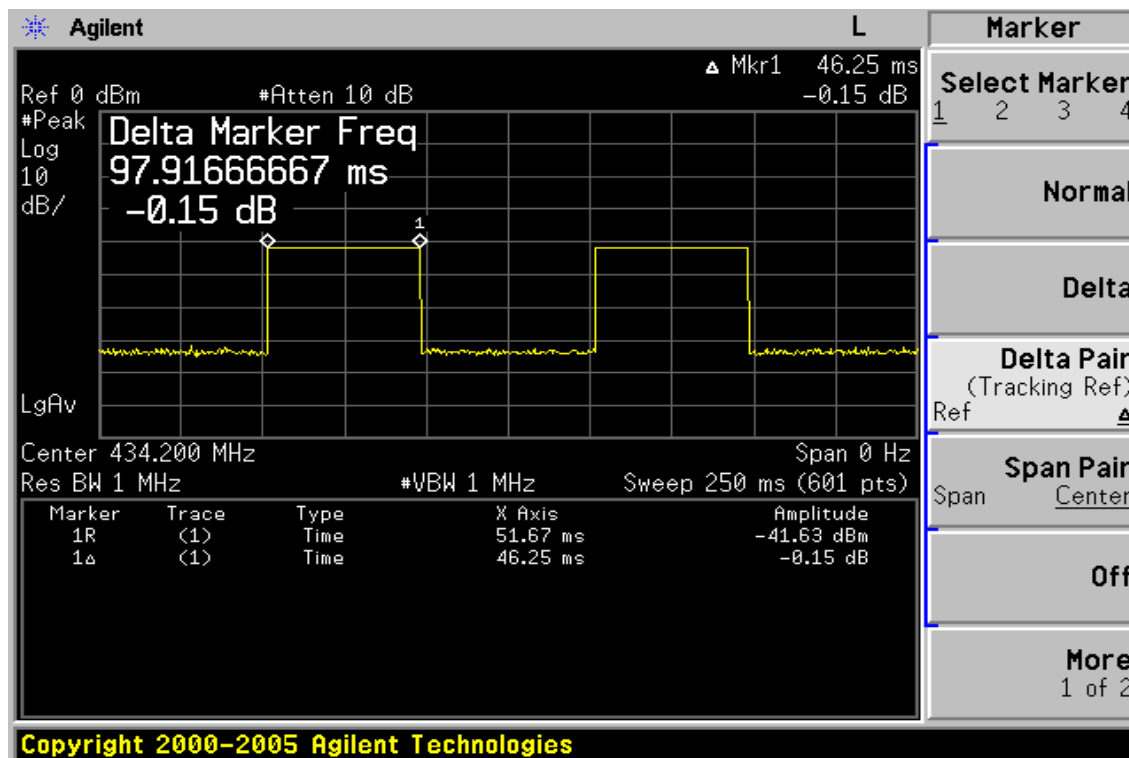 Agilent L Marker
▵ Mkr1 46.25 ms
Ref 0 dBm #Atten 10 dB -0.15 dB
#Peak
Log
10
dB/
Delta Marker Freq
97.91666667 ms
-0.15 dB
1
LgAv
Center 434.200 MHz Span 0 Hz
Res BW 1 MHz #VBW 1 MHz Sweep 250 ms (601 pts)
Marker Trace Type X Axis Amplitude
1R (1) Time 51.67 ms -41.63 dBm
1▵ (1) Time 46.25 ms -0.15 dB
Select Marker
1 2 3 4
Normal
Delta
Delta Pair
(Tracking Ref)
Ref ▵
Span Pair
Span Center
Off
More
1 of 2
Copyright 2000-2005 Agilent Technologies